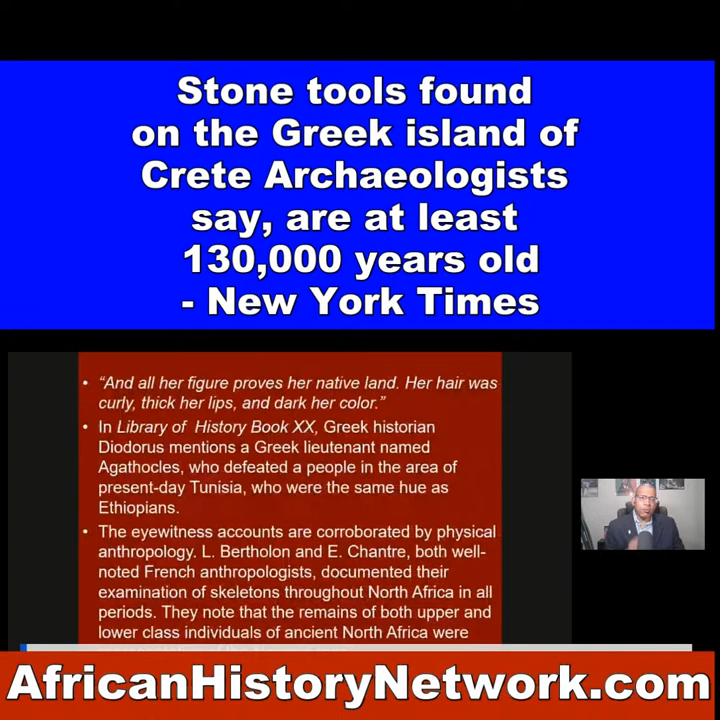 Stone tools found
on the Greek island of
Crete Archaeologists
say, are at least
130,000 years old
- New York Times
• “And all her figure proves her native land. Her hair was
curly, thick her lips, and dark her color.”
• In Library of History Book XX, Greek historian
Diodorus mentions a Greek lieutenant named
Agathocles, who defeated a people in the area of
present-day Tunisia, who were the same hue as
Ethiopians.
• The eyewitness accounts are corroborated by physical
anthropology. L. Bertholon and E. Chantre, both well-
noted French anthropologists, documented their
examination of skeletons throughout North Africa in all
periods. They note that the remains of both upper and
lower class individuals of ancient North Africa were
AfricanHistoryNetwork.com